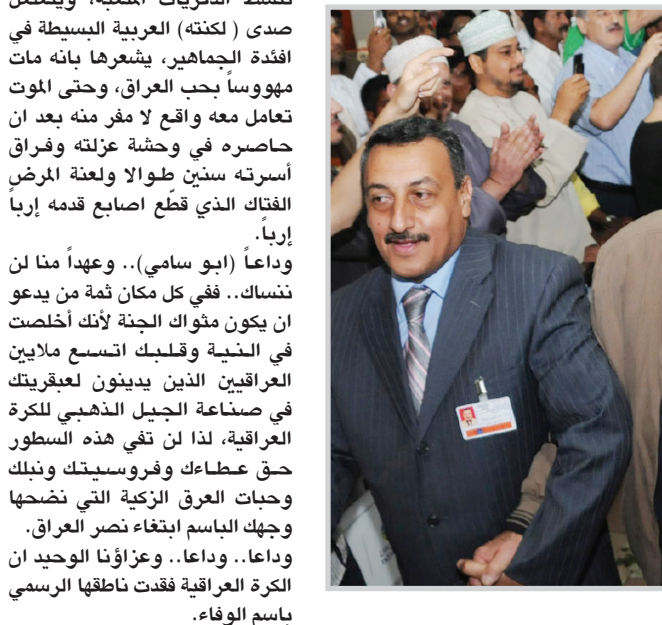 صدى ( لكنته) العربية البسيطة في
افئدة الجماهير، يشعرها بانه مات
مهووساً بحب العراق، وحتى الموت
تعامل معه واقع لا مفر منه بعد ان
حاصره في وحشة عزلته وفراق
أسرته سنين طوالا ولعنة المرض
الفتاك الذي قطّع اصابع قدمه إرباً
إرباً.
وداعاً (ابو سامي).. وعهداً منا لن
ننساك.. ففي كل مكان ثمة من يدعو
ان يكون مثواك الجنة لأنك أخلصت
في النية وقلبك اتسع ملايين
العراقيين الذين يدينون لعبقريتك
في صناعة الجيل الذهبي للكرة
العراقية، لذا لن تفي هذه السطور
حق عطاءك وفروسيتك ونبلك
وحبات العرق الزكية التي نضحها
وجهك الباسم ابتغاء نصر العراق.
وداعا.. وداعا.. وعزاؤنا الوحيد ان
الكرة العراقية فقدت ناطقها الرسمي
باسم الوفاء.